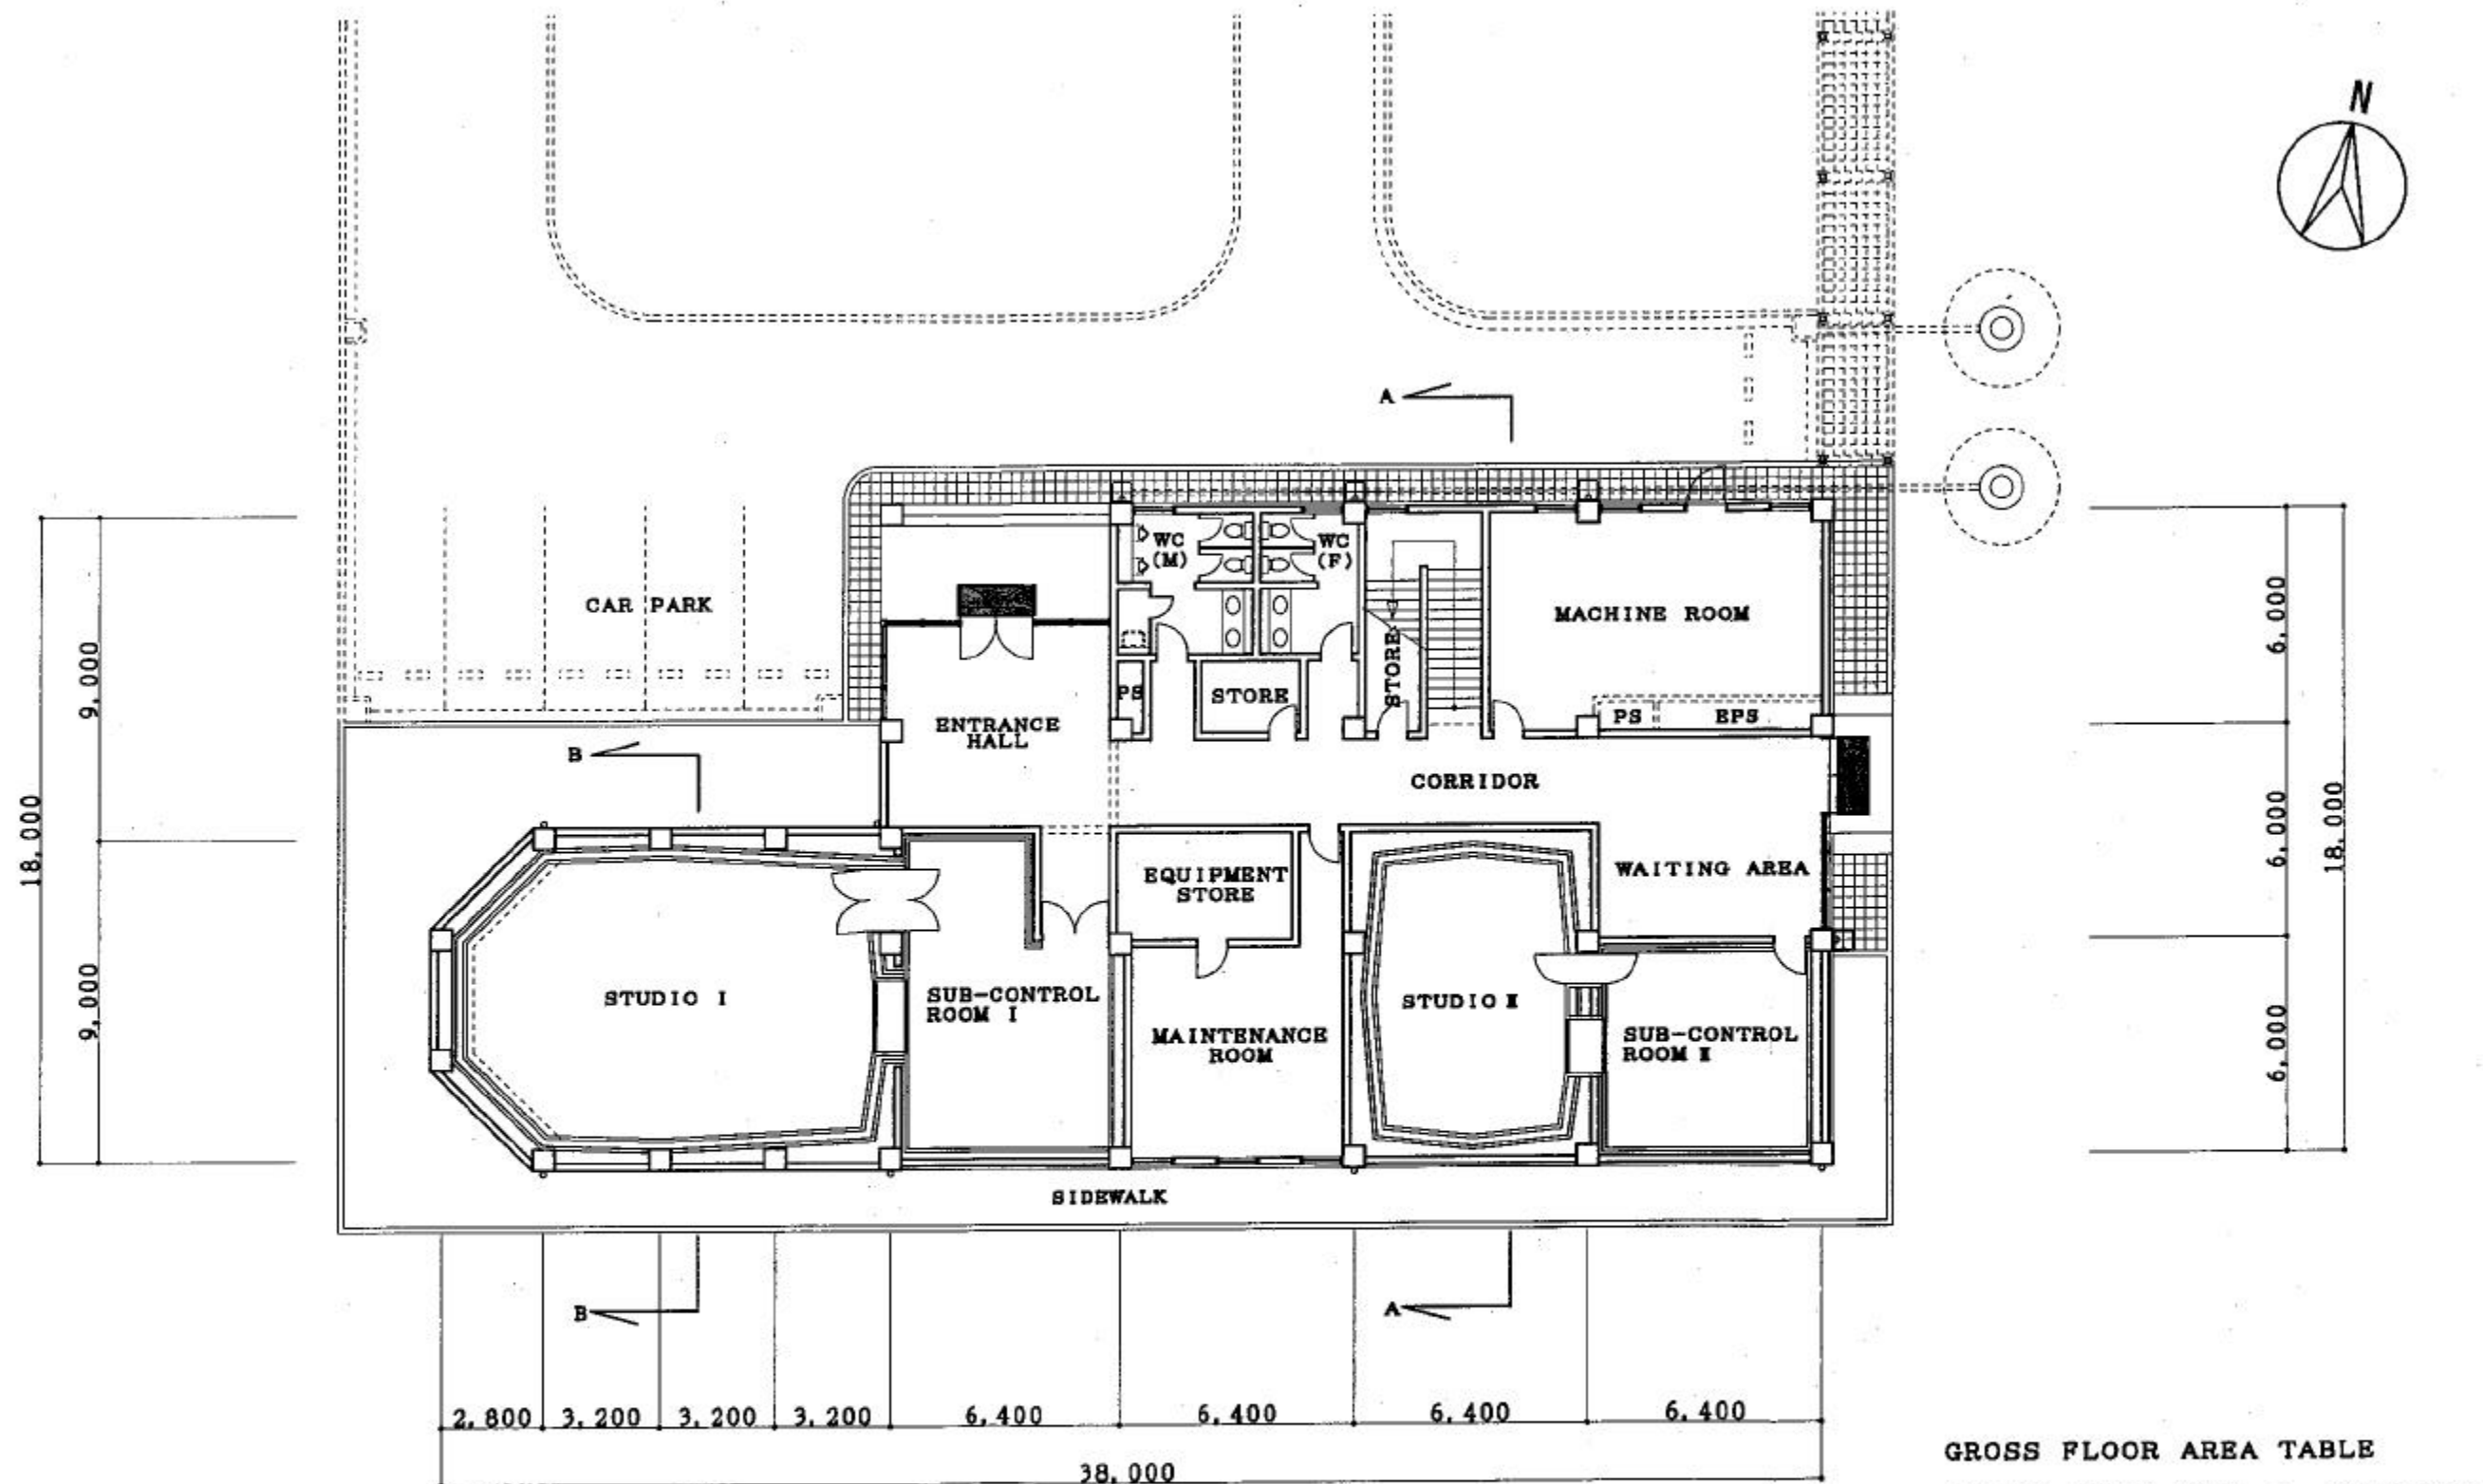 N
A
WC
(M)
WC
(F)
CAR PARK
MACHINE ROOM
STORE
PS
STORE
PS
EPS
ENTRANCE
HALL
B
CORRIDOR
9,000
18,000
9,000
6,000
6,000
18,000
6,000
EQUIPMENT
STORE
WAITING AREA
STUDIO I
SUB-CONTROL
ROOM I
STUDIO II
MAINTENANCE
ROOM
SUB-CONTROL
ROOM II
SIDEWALK
B
A
2,800
3,200
3,200
3,200
6,400
6,400
6,400
6,400
38,000
GROSS FLOOR AREA TABLE